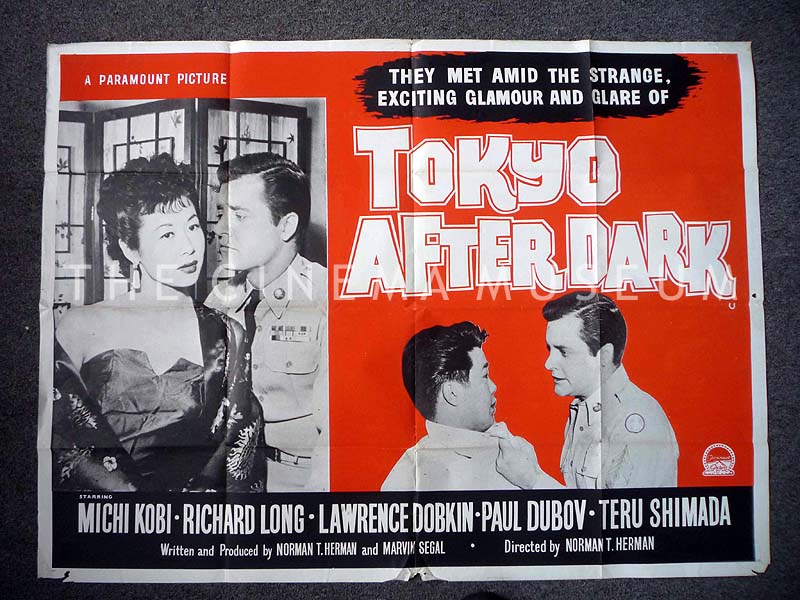 A PARAMOUNT PICTURE
THEY MET AMID THE STRANGE,
EXCITING GLAMOUR AND GLARE OF
TOKYO
AFTER DARK
THE CINEMA MUSEUM
STARRING
MICHI KOBI · RICHARD LONG · LAWRENCE DOBKIN · PAUL DUBOV · TERU SHIMADA
Written and Produced by NORMAN T. HERMAN and MARVIN SEGAL · Directed by NORMAN T. HERMAN
Paramount